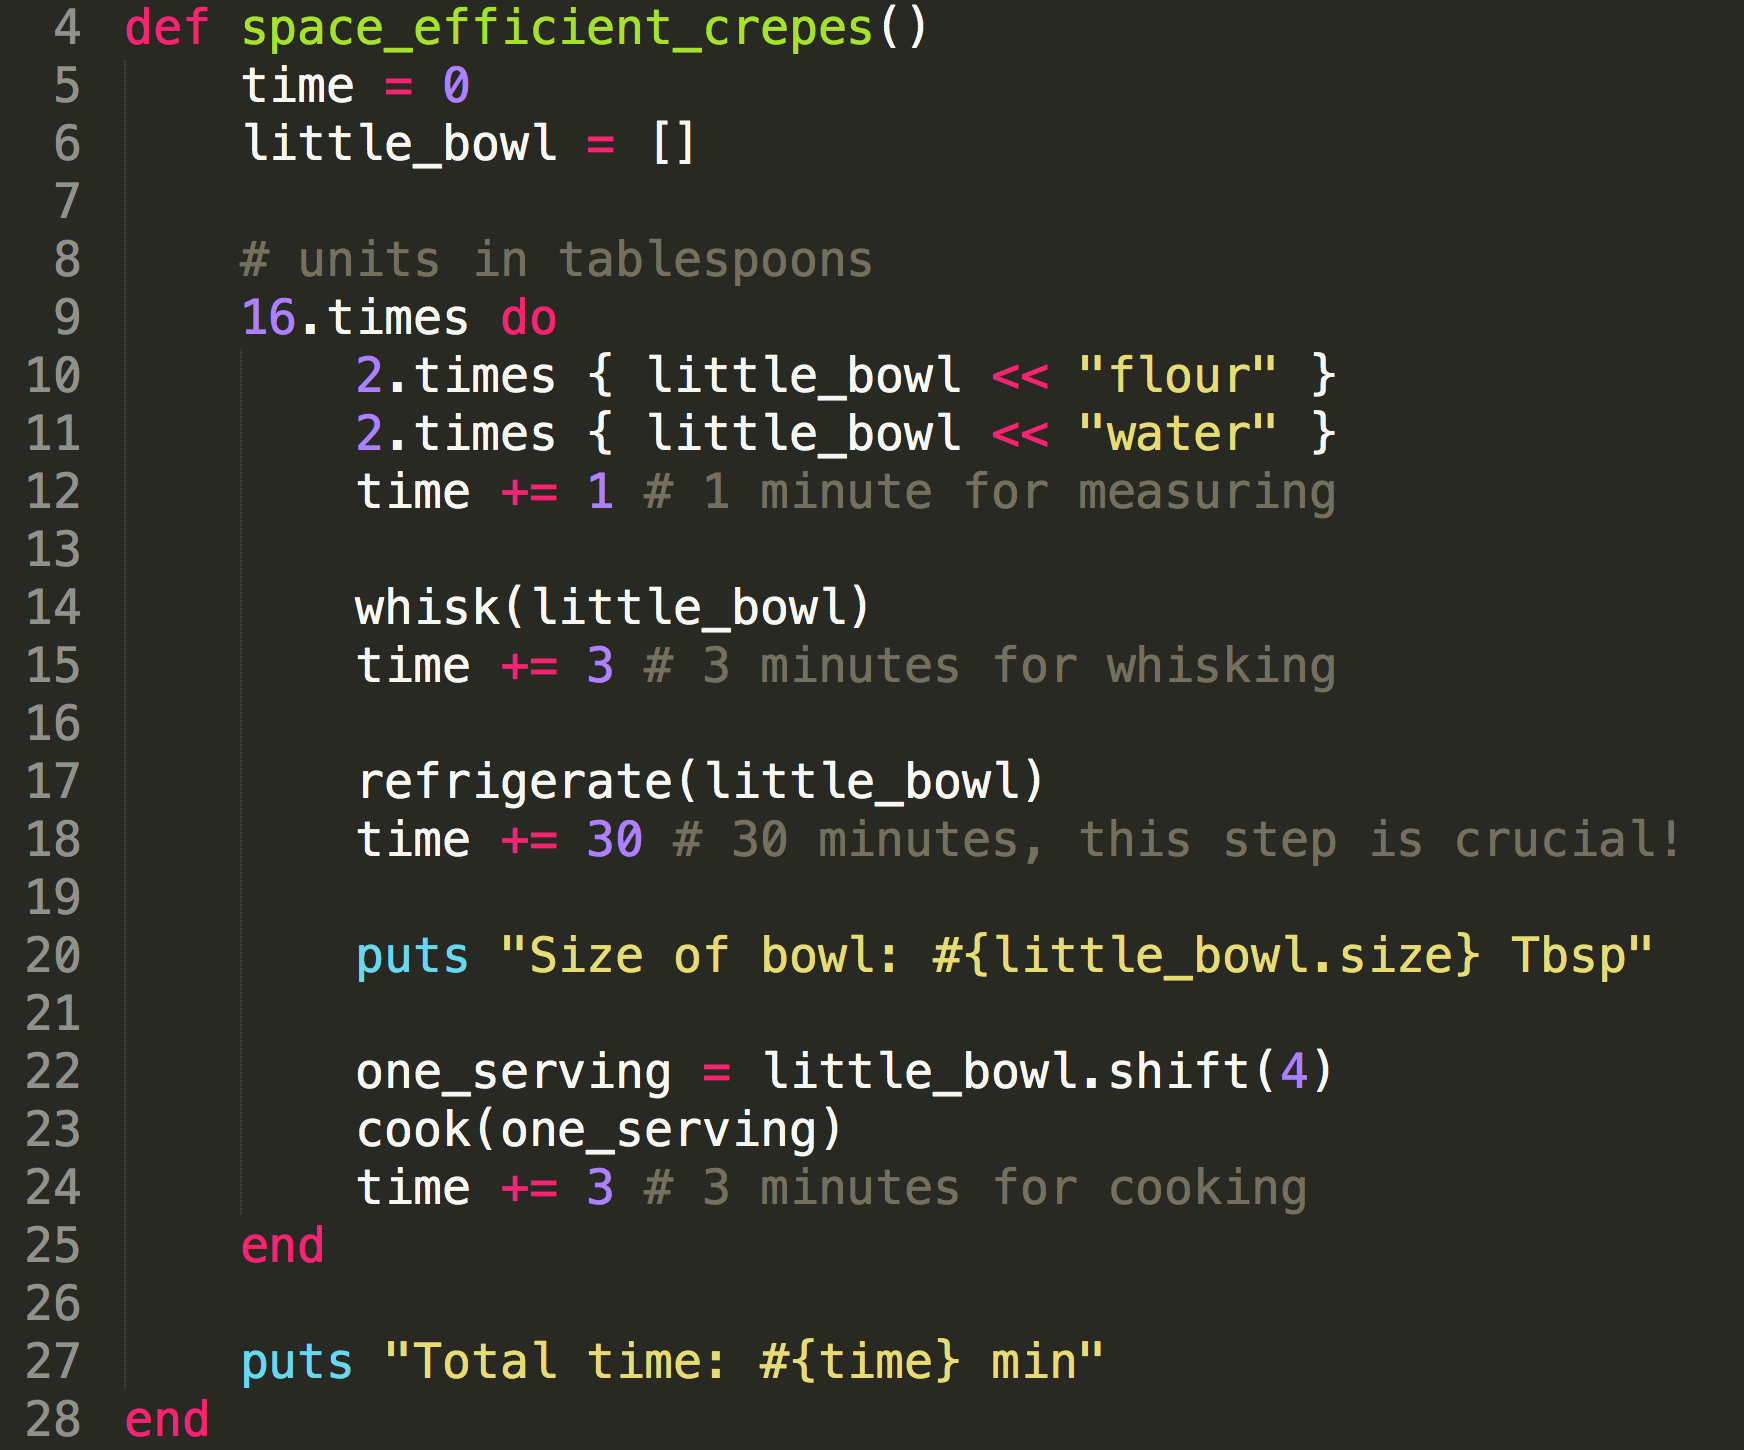 4 def space_efficient_crepes()
5     time = 0
6     little_bowl = []
7
8     # units in tablespoons
9     16.times do
10         2.times { little_bowl << "flour" }
11         2.times { little_bowl << "water" }
12         time += 1 # 1 minute for measuring
13
14         whisk(little_bowl)
15         time += 3 # 3 minutes for whisking
16
17         refrigerate(little_bowl)
18         time += 30 # 30 minutes, this step is crucial!
19
20         puts "Size of bowl: #{little_bowl.size} Tbsp"
21
22         one_serving = little_bowl.shift(4)
23         cook(one_serving)
24         time += 3 # 3 minutes for cooking
25     end
26
27     puts "Total time: #{time} min"
28 end